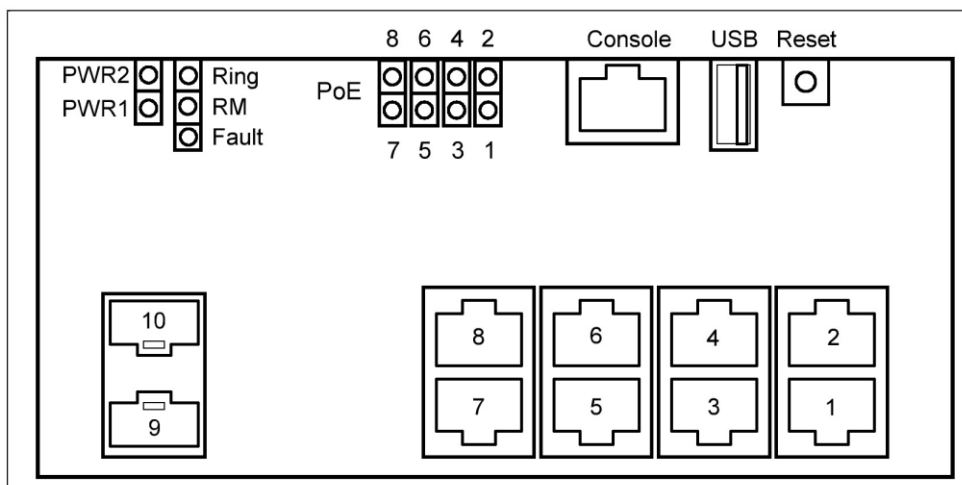 8 6 4 2 Console USB Reset
PWR2 Ring
PoE
PWR1 RM
Fault
7 5 3 1
10 8 6 4 2
9 7 5 3 1